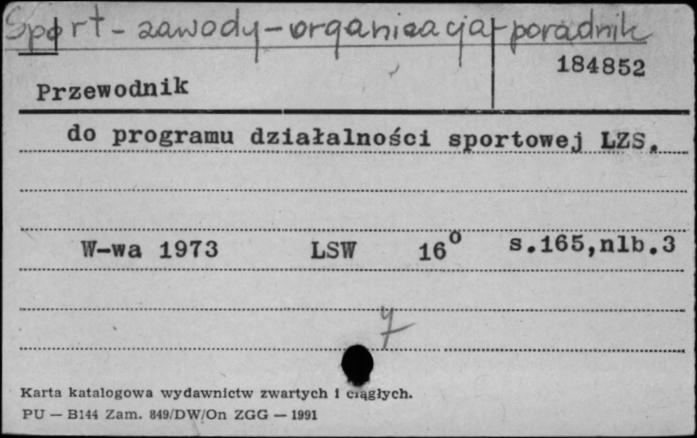 Sport - zawody - organizacja - poradnik
184852
Przewodnik
do programu działalności sportowej LZS.
W-wa 1973 LSW 16° s.165,nlb.3
Karta katalogowa wydawnictw zwartych i ciągłych.
PU — B144 Zam. 849/DW/On ZGG — 1991